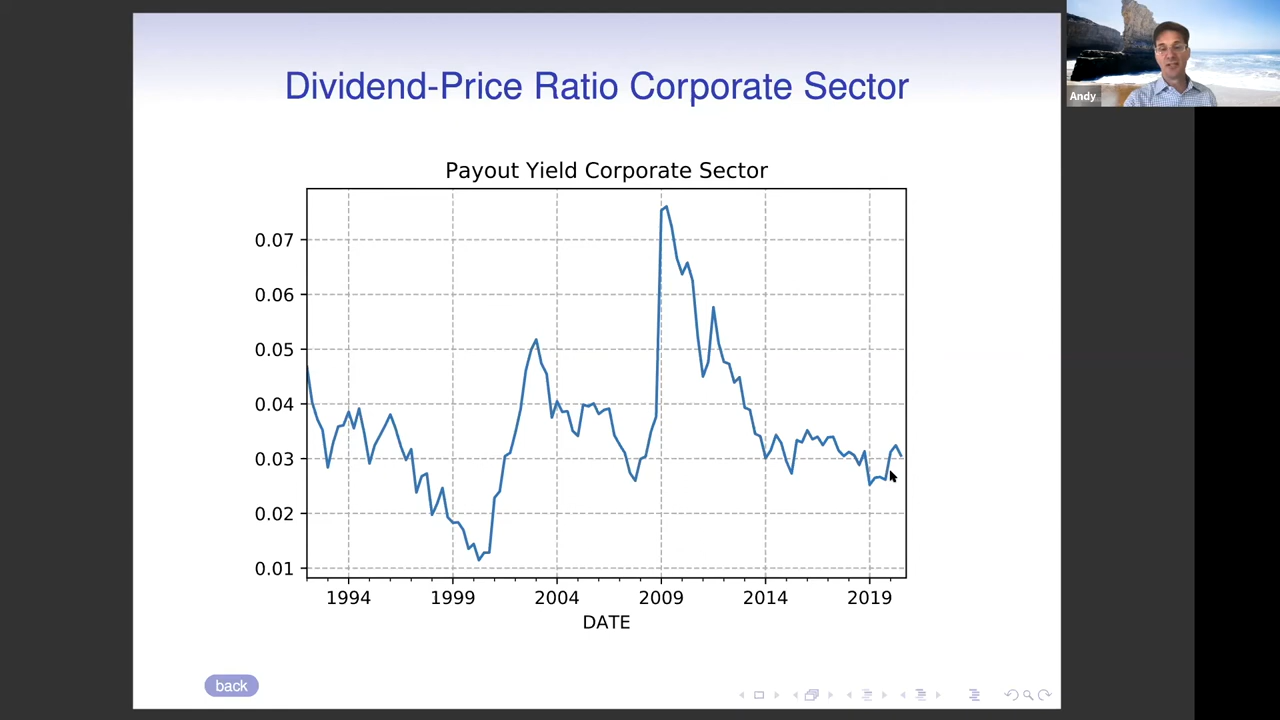 Dividend-Price Ratio Corporate Sector
Andy
Payout Yield Corporate Sector
0.07
0.06
0.05
0.04
0.03
0.02
0.01
1994 1999 2004 2009 2014 2019
DATE
back